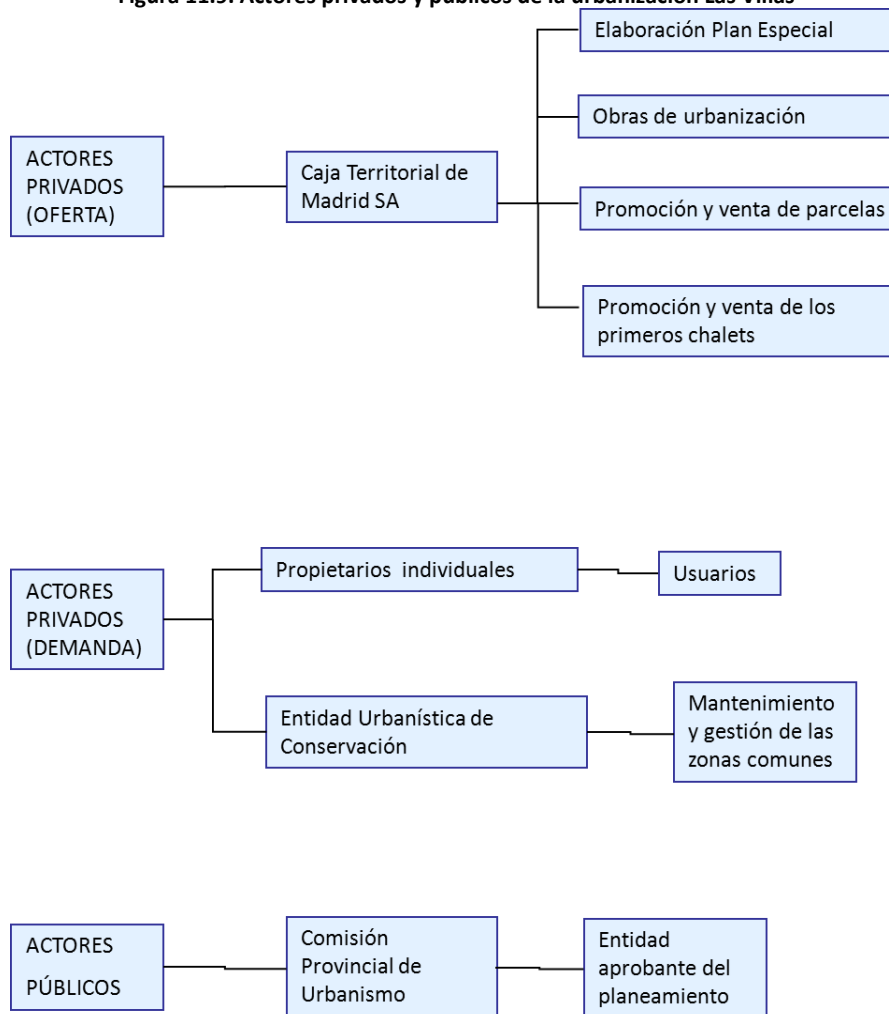 Figura 11.9. Actores privados y públicos de la urbanización Las Villas
Elaboración Plan Especial
Obras de urbanización
ACTORES
PRIVADOS
(OFERTA)
Caja Territorial de
Madrid SA
Promoción y venta de parcelas
Promoción y venta de los
primeros chalets
ACTORES
PRIVADOS
(DEMANDA)
Propietarios individuales
Usuarios
Entidad Urbanística de
Conservación
Mantenimiento
y gestión de las
zonas comunes
ACTORES
PÚBLICOS
Comisión
Provincial de
Urbanismo
Entidad
aprobante del
planeamiento